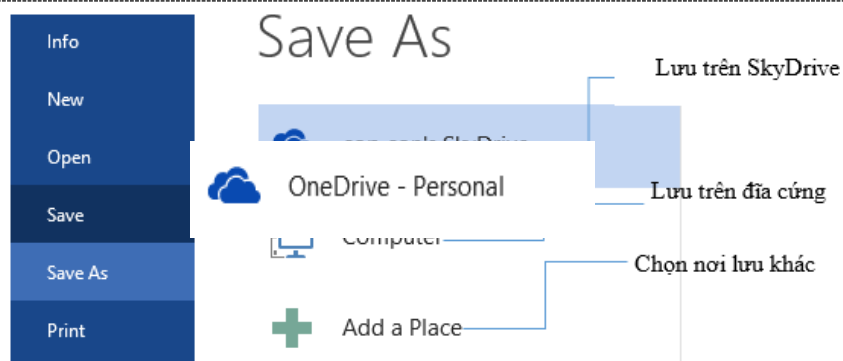 Info
New
Open
Save
Save As
Print
Save As
Lưu trên SkyDrive
OneDrive - Personal
Lưu trên đĩa cứng
Computer
Chọn nơi lưu khác
Add a Place